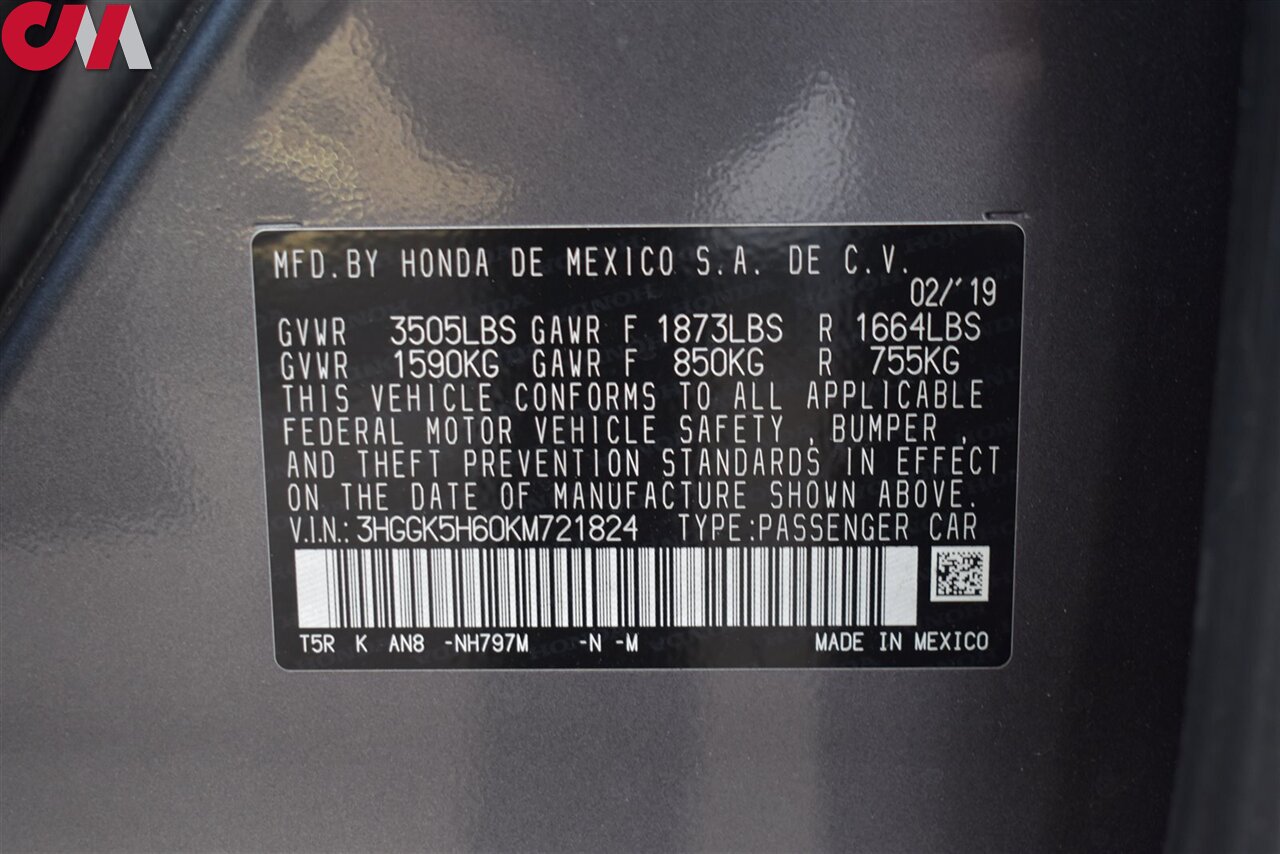 CM
MFD.BY HONDA DE MEXICO S.A. DE C.V.
02/'19
GVWR 3505LBS GAWR F 1873LBS R 1664LBS
GVWR 1590KG GAWR F 850KG R 755KG
THIS VEHICLE CONFORMS TO ALL APPLICABLE
FEDERAL MOTOR VEHICLE SAFETY , BUMPER ,
AND THEFT PREVENTION STANDARDS IN EFFECT
ON THE DATE OF MANUFACTURE SHOWN ABOVE.
V.I.N.: 3HGGK5H60KM721824 TYPE:PASSENGER CAR
T5R K AN8 -NH797M -N -M MADE IN MEXICO